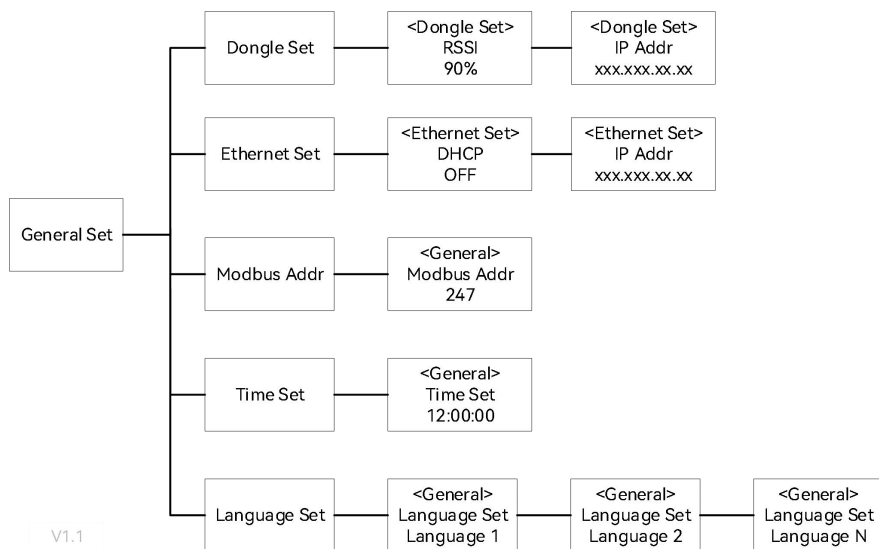 General Set
Dongle Set
<Dongle Set>
RSSI
90%
<Dongle Set>
IP Addr
xxx.xxx.xx.xx
Ethernet Set
<Ethernet Set>
DHCP
OFF
<Ethernet Set>
IP Addr
xxx.xxx.xx.xx
Modbus Addr
<General>
Modbus Addr
247
Time Set
<General>
Time Set
12:00:00
Language Set
<General>
Language Set
Language 1
<General>
Language Set
Language 2
<General>
Language Set
Language N
V1.1